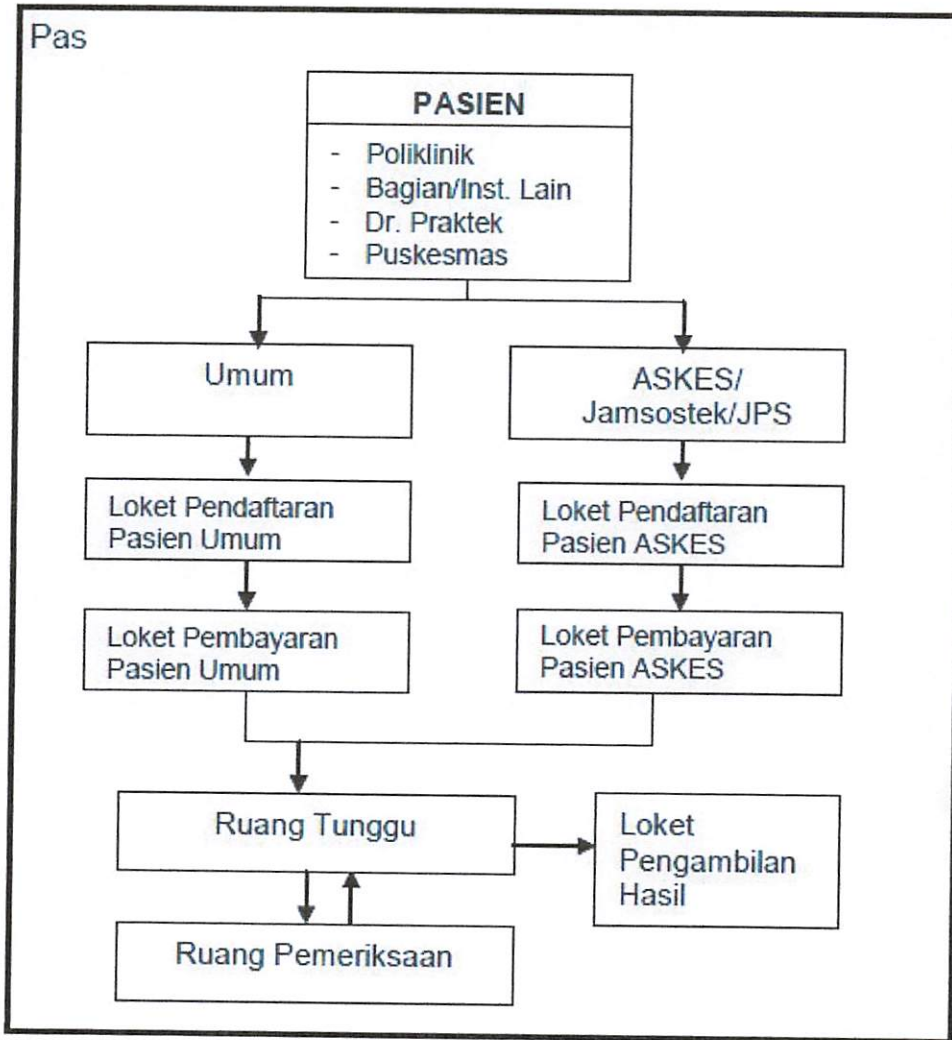 Pas
PASIEN
- Poliklinik
- Bagian/Inst. Lain
- Dr. Praktek
- Puskesmas
Umum
ASKES/
Jamsostek/JPS
Loket Pendaftaran
Pasien Umum
Loket Pendaftaran
Pasien ASKES
Loket Pembayaran
Pasien Umum
Loket Pembayaran
Pasien ASKES
Ruang Tunggu
Loket
Pengambilan
Hasil
Ruang Pemeriksaan